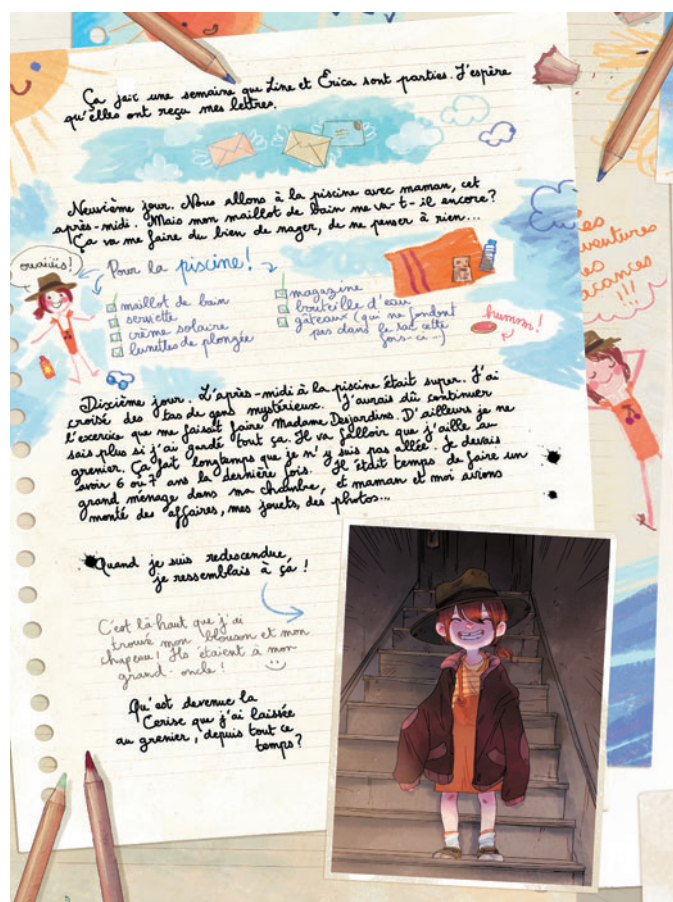 Ça fait une semaine que Line et Erica sont parties. J'espère
qu'elles ont reçu mes lettres.
Neuvième jour. Nous allons à la piscine avec maman, cet
après-midi. Mais mon maillot de bain me va-t-il encore?
Ça va me faire du bien de nager, de ne penser à rien...
ouaiiiis!
Pour la piscine!
maillot de bain
serviette
crème solaire
lunettes de plongée
magazine
bouteille d'eau
gâteaux (qui ne fondent
pas dans le sac cette
fois-ci...)
hummm!
Les
aventures
des
vacances
!!!
Dixième jour. L'après-midi à la piscine était super. J'ai
croisé des tas de gens mystérieux. J'aurais dû continuer
l'exercice que me faisait faire Madame Desjardins. D'ailleurs je ne
sais plus si j'ai gardé tout ça. Il va falloir que j'aille au
grenier. Ça fait longtemps que je n'y suis pas allée. Je devais
avoir 6 ou 7 ans la dernière fois. Il était temps de faire un
grand ménage dans ma chambre, et maman et moi avions
monté des affaires, mes jouets, des photos...
Quand je suis redescendue,
je ressemblais à ça!
C'est là-haut que j'ai
trouvé mon blouson et mon
chapeau! Ils étaient à mon
grand-oncle!
Qu'est devenue la
Cerise que j'ai laissée
au grenier, depuis tout ce
temps?